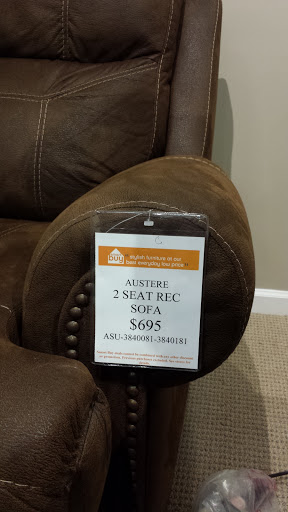 buy stylish furniture at our
best everyday low price
AUSTERE
2 SEAT REC
SOFA
$695
ASU-3840081-3840181